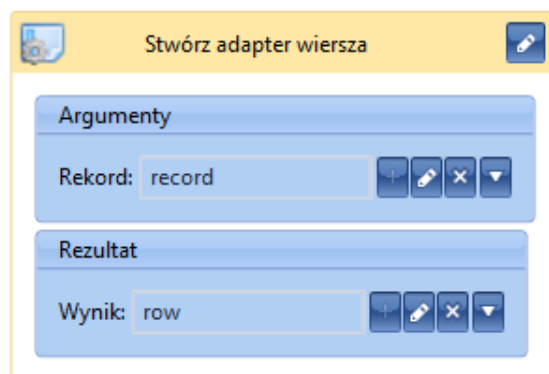 Stwórz adapter wiersza
Argumenty
Rekord: record
Rezultat
Wynik: row